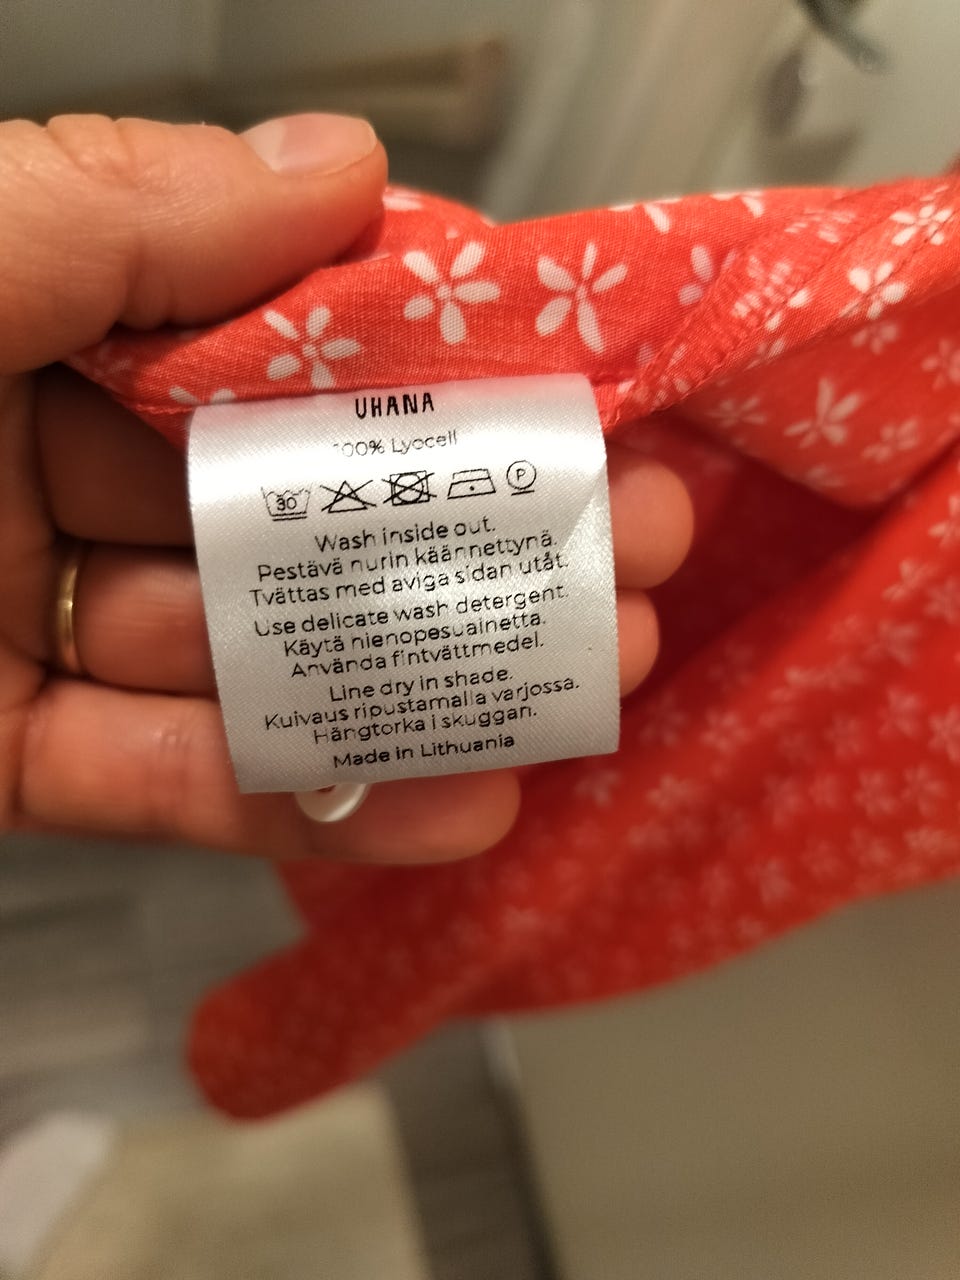 UHANA
100% Lyocell
30 P
Wash inside out.
Pestävä nurin käännettynä.
Tvättas med aviga sidan utåt.
Use delicate wash detergent.
Käytä hienopesuainetta.
Använda fintvättmedel.
Line dry in shade.
Kuivaus ripustamalla varjossa.
Hängtorka i skuggan.
Made in Lithuania